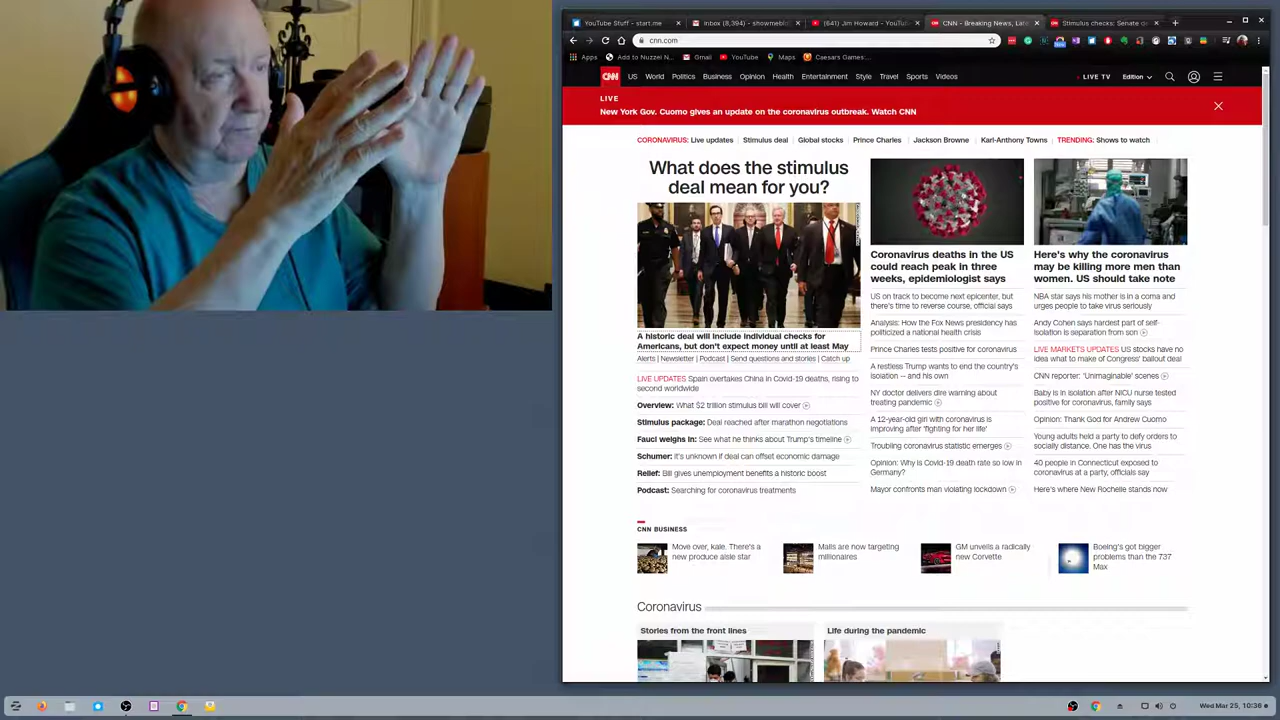 YouTube Stuff - start.me
Inbox (8,394) - showmebl
(641) Jim Howard - YouTube
CNN - Breaking News, Late
Stimulus checks: Senate
cnn.com
Apps
Add to Nuzzel N...
Gmail
YouTube
Maps
Caesars Games:...
CNN
US
World
Politics
Business
Opinion
Health
Entertainment
Style
Travel
Sports
Videos
LIVE TV
Edition
LIVE
New York Gov. Cuomo gives an update on the coronavirus outbreak. Watch CNN
CORONAVIRUS: Live updates
Stimulus deal
Global stocks
Prince Charles
Jackson Browne
Karl-Anthony Towns
TRENDING: Shows to watch
What does the stimulus
deal mean for you?
A historic deal will include individual checks for
Americans, but don't expect money until at least May
Alerts | Newsletter | Podcast | Send questions and stories | Catch up
LIVE UPDATES Spain overtakes China in Covid-19 deaths, rising to
second worldwide
Overview: What $2 trillion stimulus bill will cover
Stimulus package: Deal reached after marathon negotiations
Fauci weighs in: See what he thinks about Trump's timeline
Schumer: It's unknown if deal can offset economic damage
Relief: Bill gives unemployment benefits a historic boost
Podcast: Searching for coronavirus treatments
Coronavirus deaths in the US
could reach peak in three
weeks, epidemiologist says
US on track to become next epicenter, but
there's time to reverse course, official says
Analysis: How the Fox News presidency has
politicized a national health crisis
Prince Charles tests positive for coronavirus
A restless Trump wants to end the country's
isolation -- and his own
NY doctor delivers dire warning about
treating pandemic
A 12-year-old girl with coronavirus is
improving after 'fighting for her life'
Troubling coronavirus statistic emerges
Opinion: Why is Covid-19 death rate so low in
Germany?
Mayor confronts man violating lockdown
Here's why the coronavirus
may be killing more men than
women. US should take note
NBA star says his mother is in a coma and
urges people to take virus seriously
Andy Cohen says hardest part of self-
isolation is separation from son
LIVE MARKETS UPDATES US stocks have no
idea what to make of Congress' bailout deal
CNN reporter: 'Unimaginable' scenes
Baby is in isolation after NICU nurse tested
positive for coronavirus, family says
Opinion: Thank God for Andrew Cuomo
Young adults held a party to defy orders to
socially distance. One has the virus
40 people in Connecticut exposed to
coronavirus at a party, officials say
Here's where New Rochelle stands now
CNN BUSINESS
Move over, kale. There's a
new produce aisle star
Malls are now targeting
millionaires
GM unveils a radically
new Corvette
Boeing's got bigger
problems than the 737
Max
Coronavirus
Stories from the front lines
Life during the pandemic
Wed Mar 25, 10:36